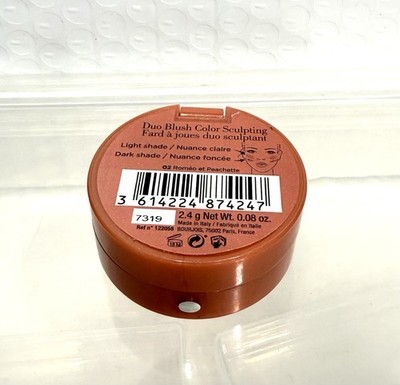 Duo Blush Color Sculpting
Fard à joues duo sculptant
Light shade / Nuance claire
Dark shade / Nuance foncée
02 Roméo et Peachette
3 614224 874247
7319
2.4 g Net Wt. 0.08 oz.
Made in Italy / Fabriqué en Italie
Ref n° 122058 BOURJOIS, 75002 Paris, France